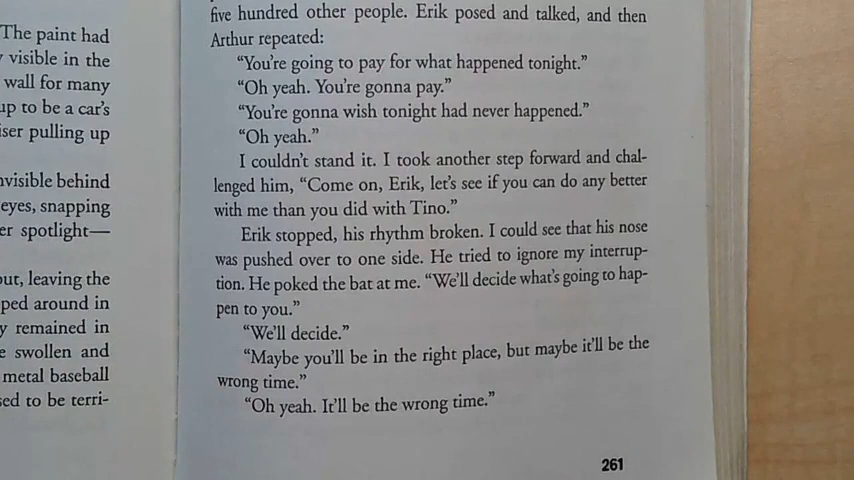 The paint had
visible in the
wall for many
up to be a car's
pulling up
behind
eyes, snapping
spotlight—
leaving the
around in
remained in
swollen and
metal baseball
to be terri-
five hundred other people. Erik posed and talked, and then
Arthur repeated:
“You're going to pay for what happened tonight.”
“Oh yeah. You're gonna pay.”
“You're gonna wish tonight had never happened.”
“Oh yeah.”
I couldn't stand it. I took another step forward and chal-
lenged him, “Come on, Erik, let's see if you can do any better
with me than you did with Tino.”
Erik stopped, his rhythm broken. I could see that his nose
was pushed over to one side. He tried to ignore my interrup-
tion. He poked the bat at me. “We'll decide what's going to hap-
pen to you.”
“We'll decide.”
“Maybe you'll be in the right place, but maybe it'll be the
wrong time.”
“Oh yeah. It'll be the wrong time.”
261